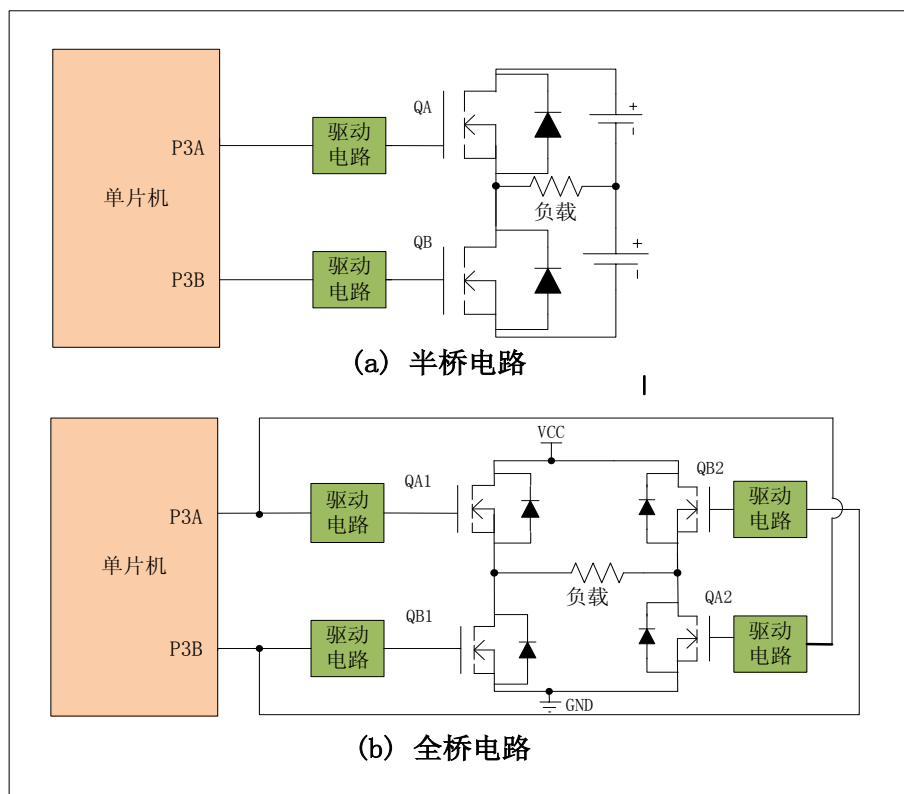 单片机
P3A
P3B
驱动
电路
驱动
电路
QA
QB
负载
+
-
+
-
(a) 半桥电路
单片机
P3A
P3B
驱动
电路
驱动
电路
QA1
QB1
VCC
负载
GND
QB2
QA2
驱动
电路
驱动
电路
(b) 全桥电路